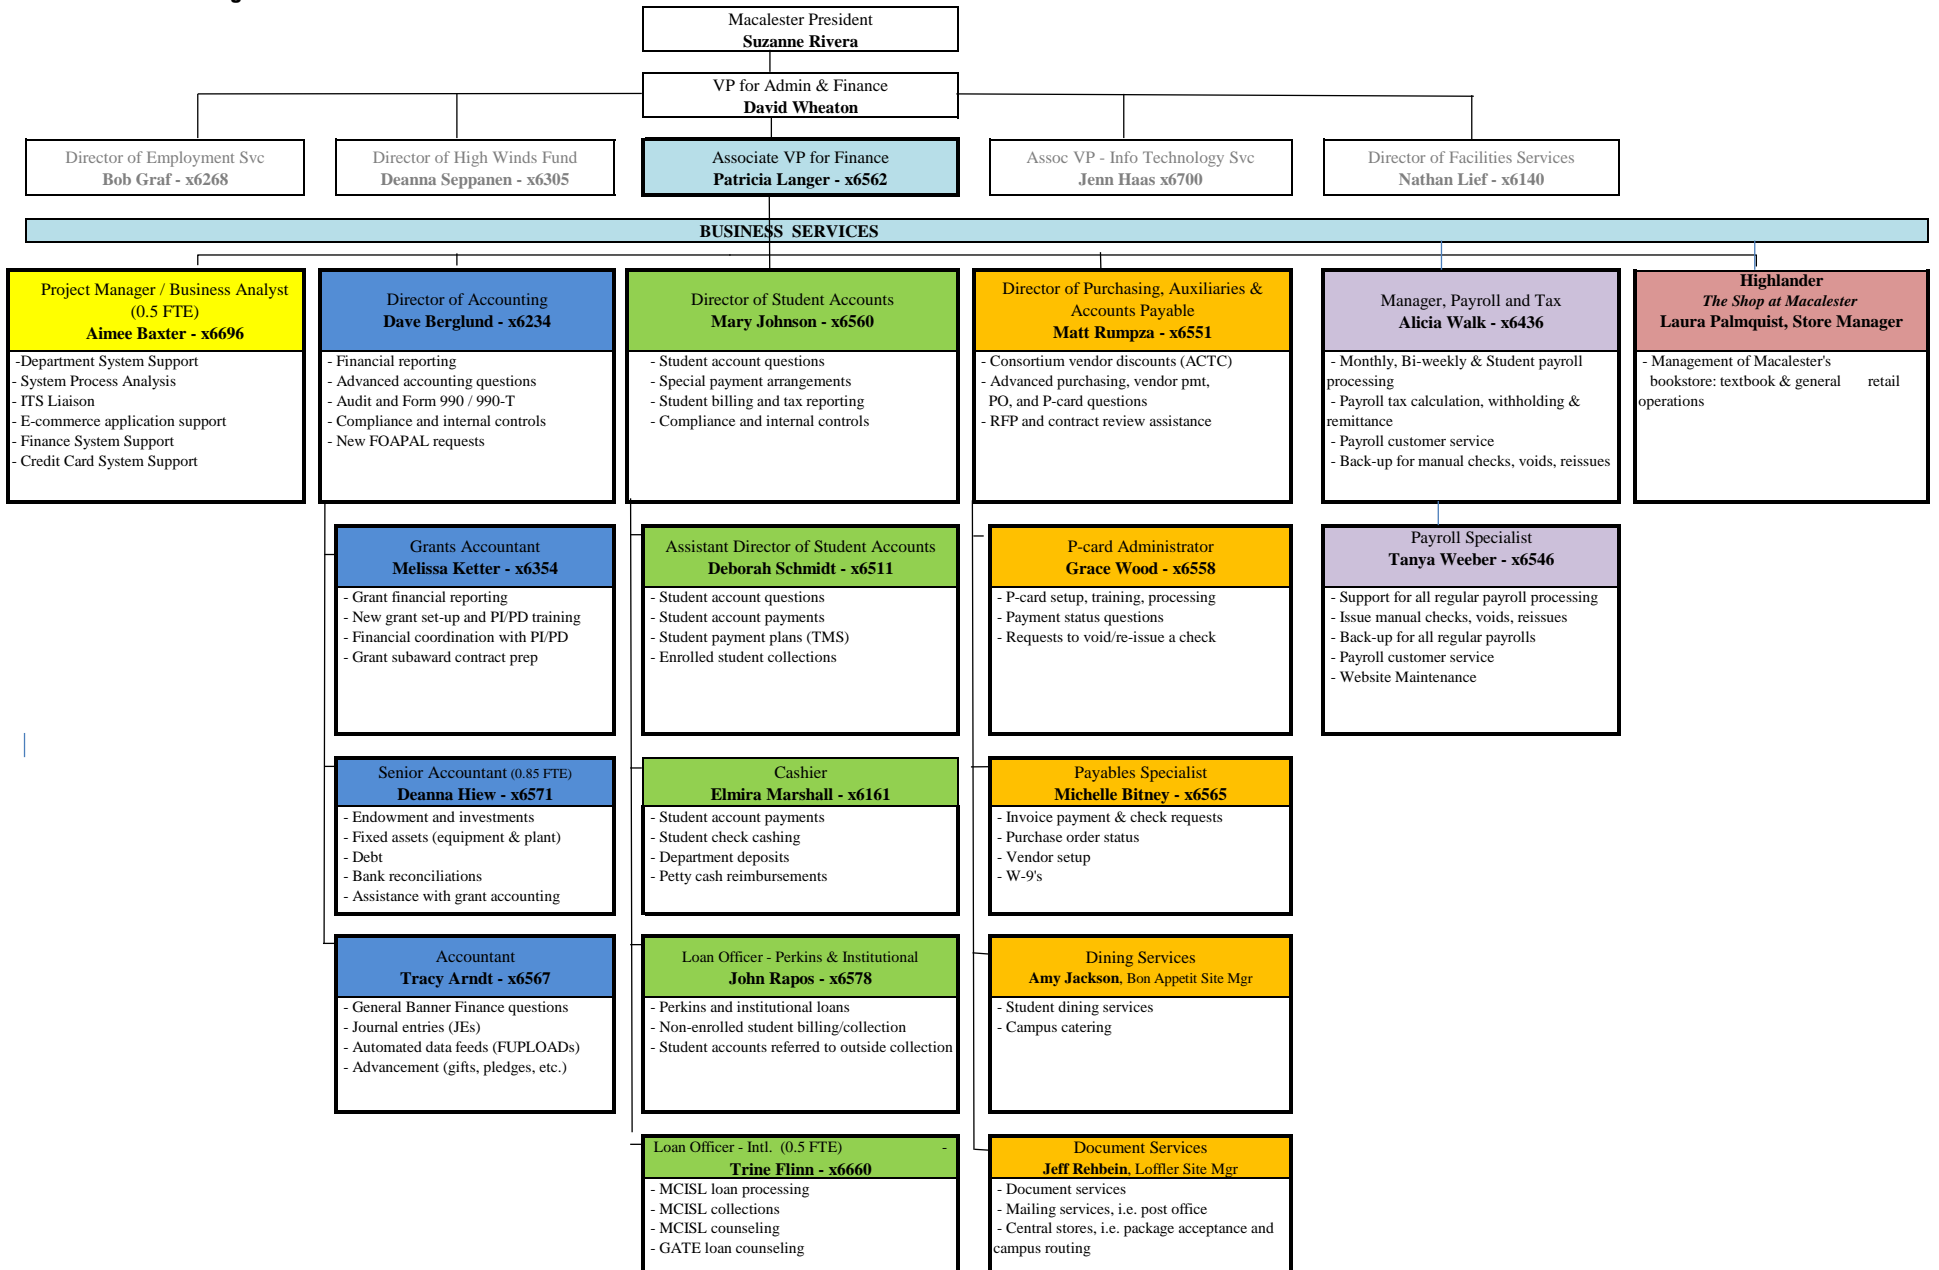 Macalester President
Suzanne Rivera
VP for Admin & Finance
David Wheaton
Director of Employment Svc
Bob Graf - x6268
Director of High Winds Fund
Deanna Seppanen - x6305
Associate VP for Finance
Patricia Langer - x6562
Assoc VP - Info Technology Svc
Jenn Haas x6700
Director of Facilities Services
Nathan Lief - x6140
BUSINESS SERVICES
Project Manager / Business Analyst
(0.5 FTE)
Aimee Baxter - x6696
-Department System Support
- System Process Analysis
- ITS Liaison
- E-commerce application support
- Finance System Support
- Credit Card System Support
Director of Accounting
Dave Berglund - x6234
- Financial reporting
- Advanced accounting questions
- Audit and Form 990 / 990-T
- Compliance and internal controls
- New FOAPAL requests
Director of Student Accounts
Mary Johnson - x6560
- Student account questions
- Special payment arrangements
- Student billing and tax reporting
- Compliance and internal controls
Director of Purchasing, Auxiliaries &
Accounts Payable
Matt Rumpza - x6551
- Consortium vendor discounts (ACTC)
- Advanced purchasing, vendor pmt,
PO, and P-card questions
- RFP and contract review assistance
Manager, Payroll and Tax
Alicia Walk - x6436
- Monthly, Bi-weekly & Student payroll
processing
- Payroll tax calculation, withholding &
remittance
- Payroll customer service
- Back-up for manual checks, voids, reissues
Highlander
The Shop at Macalester
Laura Palmquist, Store Manager
- Management of Macalester's
bookstore: textbook & general retail
operations
Grants Accountant
Melissa Ketter - x6354
- Grant financial reporting
- New grant set-up and PI/PD training
- Financial coordination with PI/PD
- Grant subaward contract prep
Assistant Director of Student Accounts
Deborah Schmidt - x6511
- Student account questions
- Student account payments
- Student payment plans (TMS)
- Enrolled student collections
P-card Administrator
Grace Wood - x6558
- P-card setup, training, processing
- Payment status questions
- Requests to void/re-issue a check
Payroll Specialist
Tanya Weeber - x6546
- Support for all regular payroll processing
- Issue manual checks, voids, reissues
- Back-up for all regular payrolls
- Payroll customer service
- Website Maintenance
Senior Accountant (0.85 FTE)
Deanna Hiew - x6571
- Endowment and investments
- Fixed assets (equipment & plant)
- Debt
- Bank reconciliations
- Assistance with grant accounting
Cashier
Elmira Marshall - x6161
- Student account payments
- Student check cashing
- Department deposits
- Petty cash reimbursements
Payables Specialist
Michelle Bitney - x6565
- Invoice payment & check requests
- Purchase order status
- Vendor setup
- W-9's
Accountant
Tracy Arndt - x6567
- General Banner Finance questions
- Journal entries (JEs)
- Automated data feeds (FUPLOADs)
- Advancement (gifts, pledges, etc.)
Loan Officer - Perkins & Institutional
John Rapos - x6578
- Perkins and institutional loans
- Non-enrolled student billing/collection
- Student accounts referred to outside collection
Dining Services
Amy Jackson, Bon Appetit Site Mgr
- Student dining services
- Campus catering
Loan Officer - Intl. (0.5 FTE) -
Trine Flinn - x6660
- MCISL loan processing
- MCISL collections
- MCISL counseling
- GATE loan counseling
Document Services
Jeff Rehbein, Loffler Site Mgr
- Document services
- Mailing services, i.e. post office
- Central stores, i.e. package acceptance and
campus routing